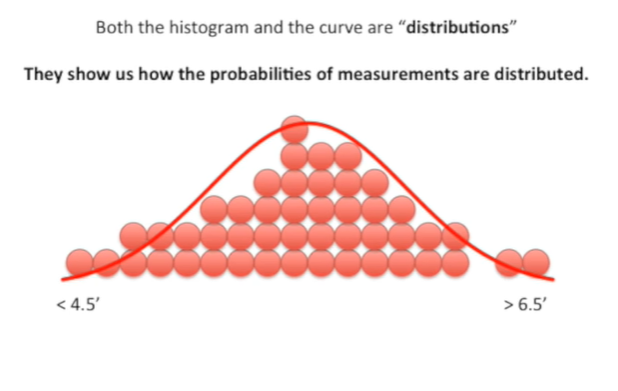 Both the histogram and the curve are “distributions”
They show us how the probabilities of measurements are distributed.
< 4.5′
> 6.5′